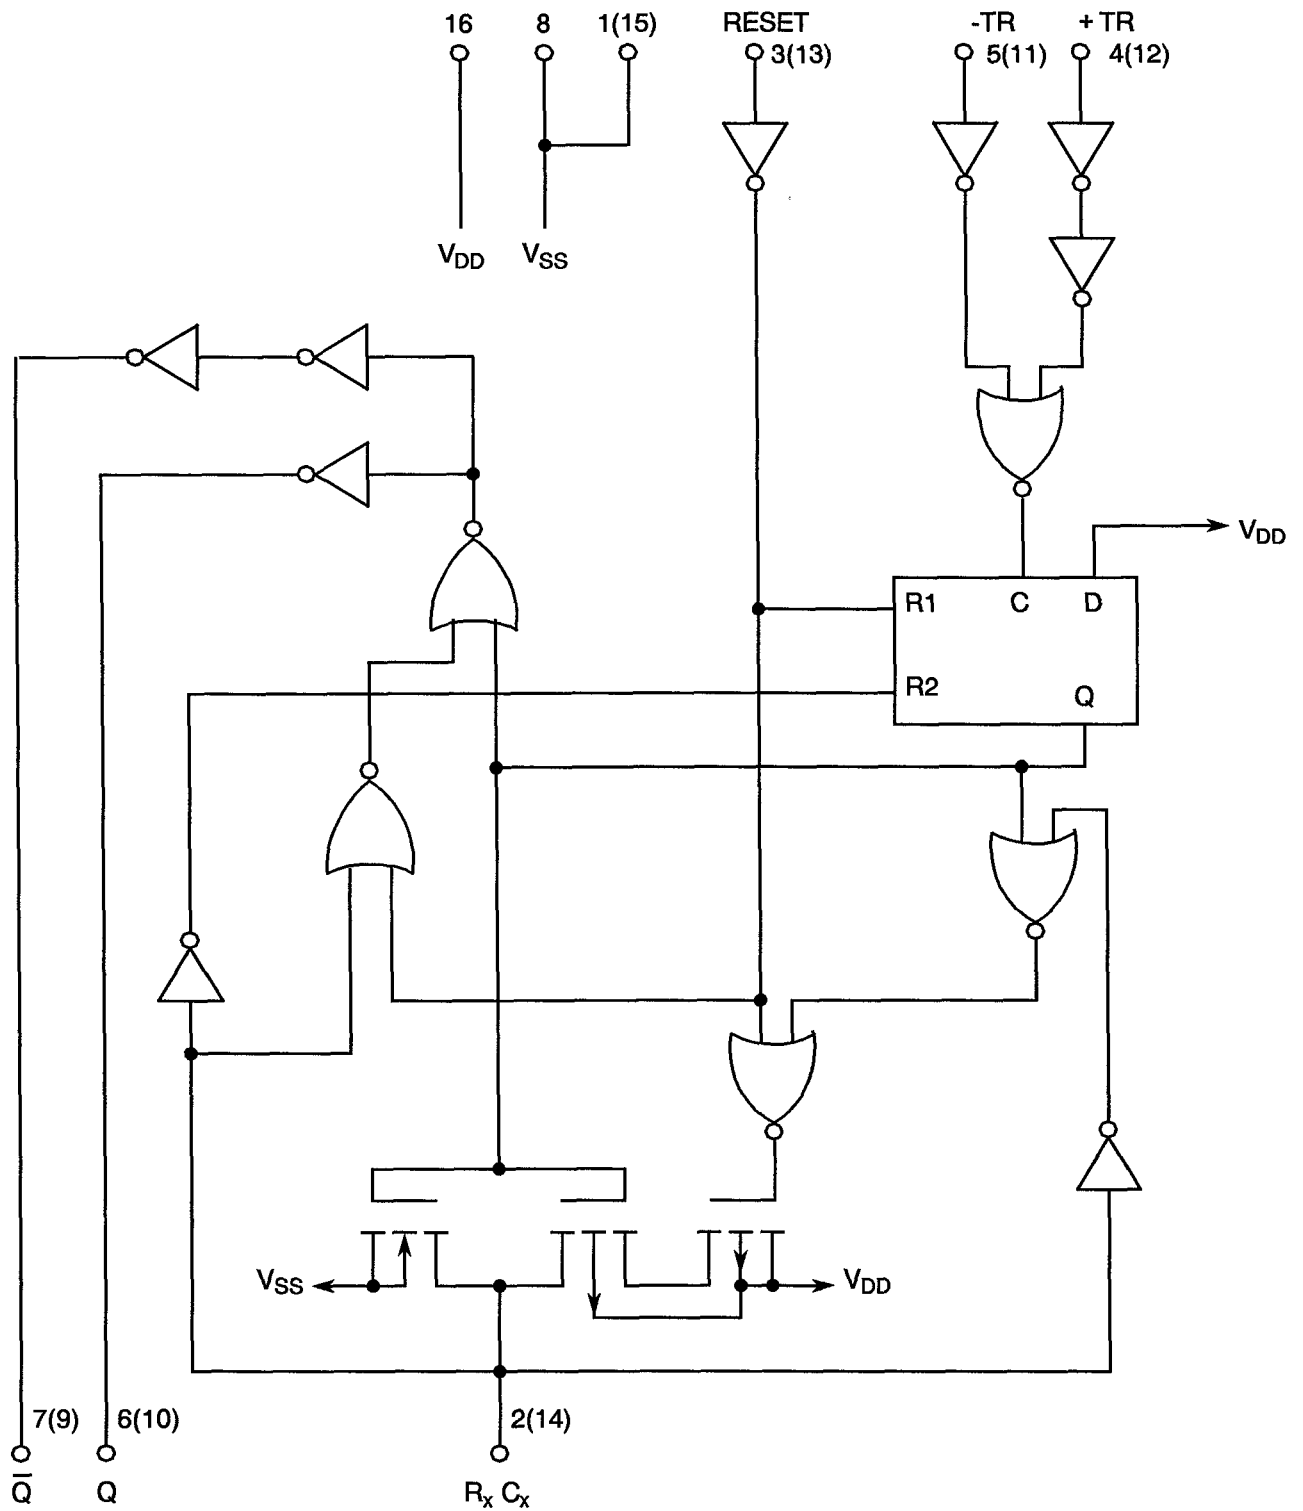 16 8 1(15) RESET -TR + TR
3(13) 5(11) 4(12)
VDD VSS
VDD
R1 C D
R2 Q
VSS VDD
7(9) 6(10) 2(14)
Q̅ Q Rx Cx